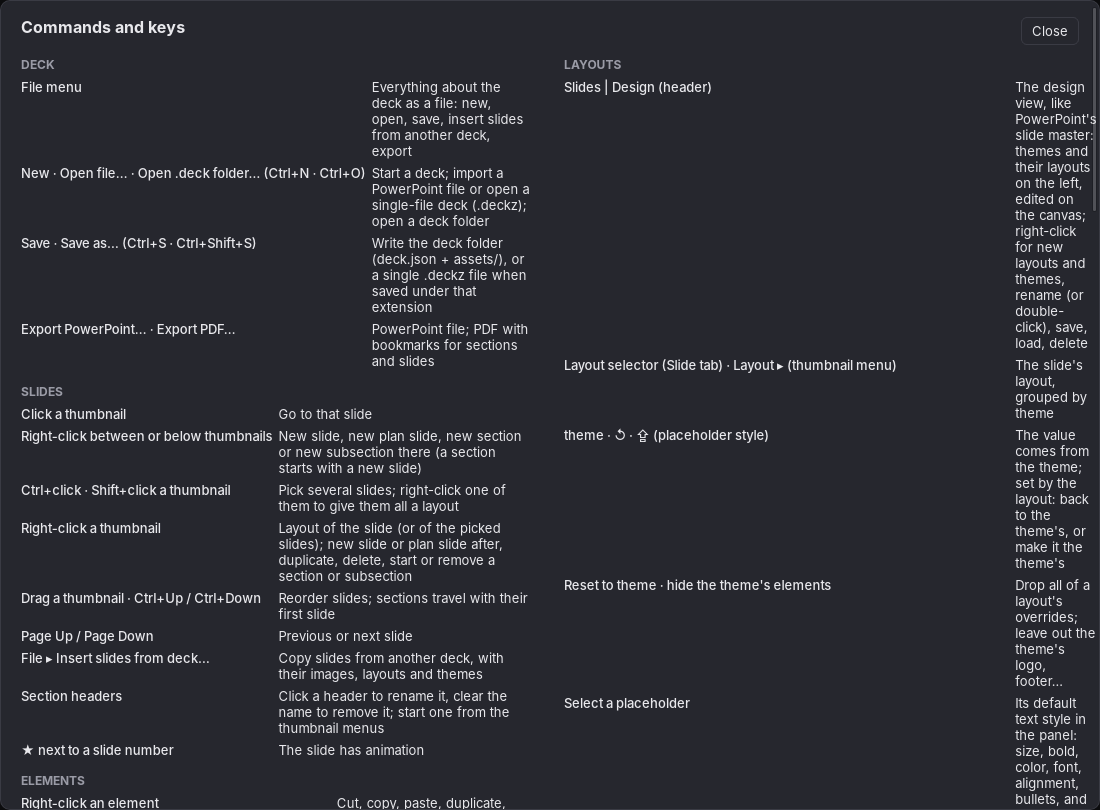 Commands and keys
Close
DECK
File menu
Everything about the
deck as a file: new,
open, save, insert slides
from another deck,
export
New · Open file... · Open .deck folder... (Ctrl+N · Ctrl+O)
Start a deck; import a
PowerPoint file or open a
single-file deck (.deckz);
open a deck folder
Save · Save as... (Ctrl+S · Ctrl+Shift+S)
Write the deck folder
(deck.json + assets/), or
a single .deckz file when
saved under that
extension
Export PowerPoint... · Export PDF...
PowerPoint file; PDF with
bookmarks for sections
and slides
SLIDES
Click a thumbnail
Go to that slide
Right-click between or below thumbnails
New slide, new plan slide, new section
or new subsection there (a section
starts with a new slide)
Ctrl+click · Shift+click a thumbnail
Pick several slides; right-click one of
them to give them all a layout
Right-click a thumbnail
Layout of the slide (or of the picked
slides); new slide or plan slide after,
duplicate, delete, start or remove a
section or subsection
Drag a thumbnail · Ctrl+Up / Ctrl+Down
Reorder slides; sections travel with their
first slide
Page Up / Page Down
Previous or next slide
File ▸ Insert slides from deck...
Copy slides from another deck, with
their images, layouts and themes
Section headers
Click a header to rename it, clear the
name to remove it; start one from the
thumbnail menus
★ next to a slide number
The slide has animation
ELEMENTS
Right-click an element
Cut, copy, paste, duplicate,
LAYOUTS
Slides | Design (header)
The design
view, like
PowerPoint's
slide master:
themes and
their layouts
on the left,
edited on
the canvas;
right-click
for new
layouts and
themes,
rename (or
double-
click), save,
load, delete
Layout selector (Slide tab) · Layout ▸ (thumbnail menu)
The slide's
layout,
grouped by
theme
theme · ↺ · ⇪ (placeholder style)
The value
comes from
the theme;
set by the
layout: back
to the
theme's, or
make it the
theme's
Reset to theme · hide the theme's elements
Drop all of a
layout's
overrides;
leave out the
theme's
logo,
footer...
Select a placeholder
Its default
text style in
the panel:
size, bold,
color, font,
alignment,
bullets, and